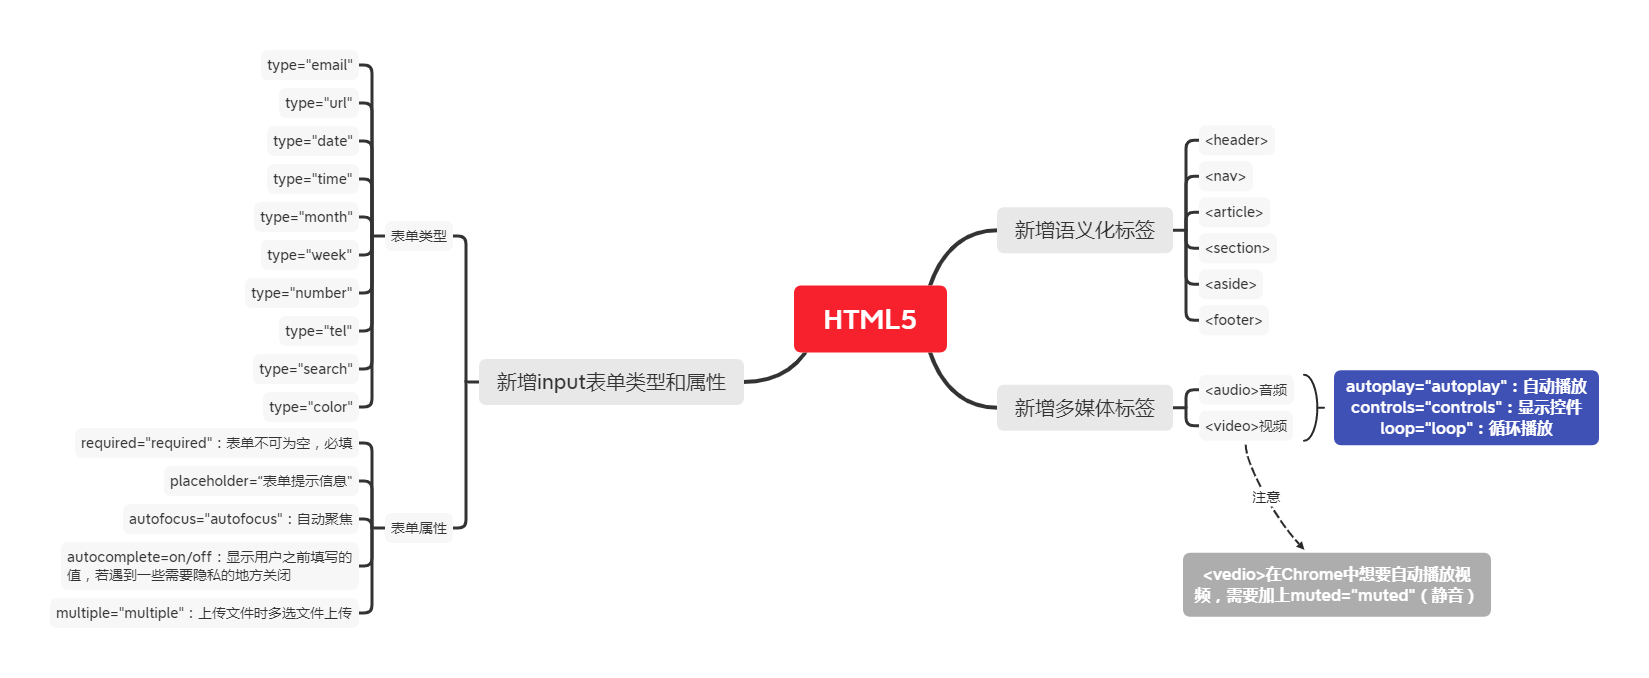 HTML5
新增语义化标签
<header>
<nav>
<article>
<section>
<aside>
<footer>
新增多媒体标签
<audio>音频
<video>视频
autoplay="autoplay"：自动播放
controls="controls"：显示控件
loop="loop"：循环播放
注意
<vedio>在Chrome中想要自动播放视
频，需要加上muted="muted"（静音）
新增input表单类型和属性
表单类型
type="email"
type="url"
type="date"
type="time"
type="month"
type="week"
type="number"
type="tel"
type="search"
type="color"
表单属性
required="required"：表单不可为空，必填
placeholder="表单提示信息"
autofocus="autofocus"：自动聚焦
autocomplete=on/off：显示用户之前填写的
值，若遇到一些需要隐私的地方关闭
multiple="multiple"：上传文件时多选文件上传